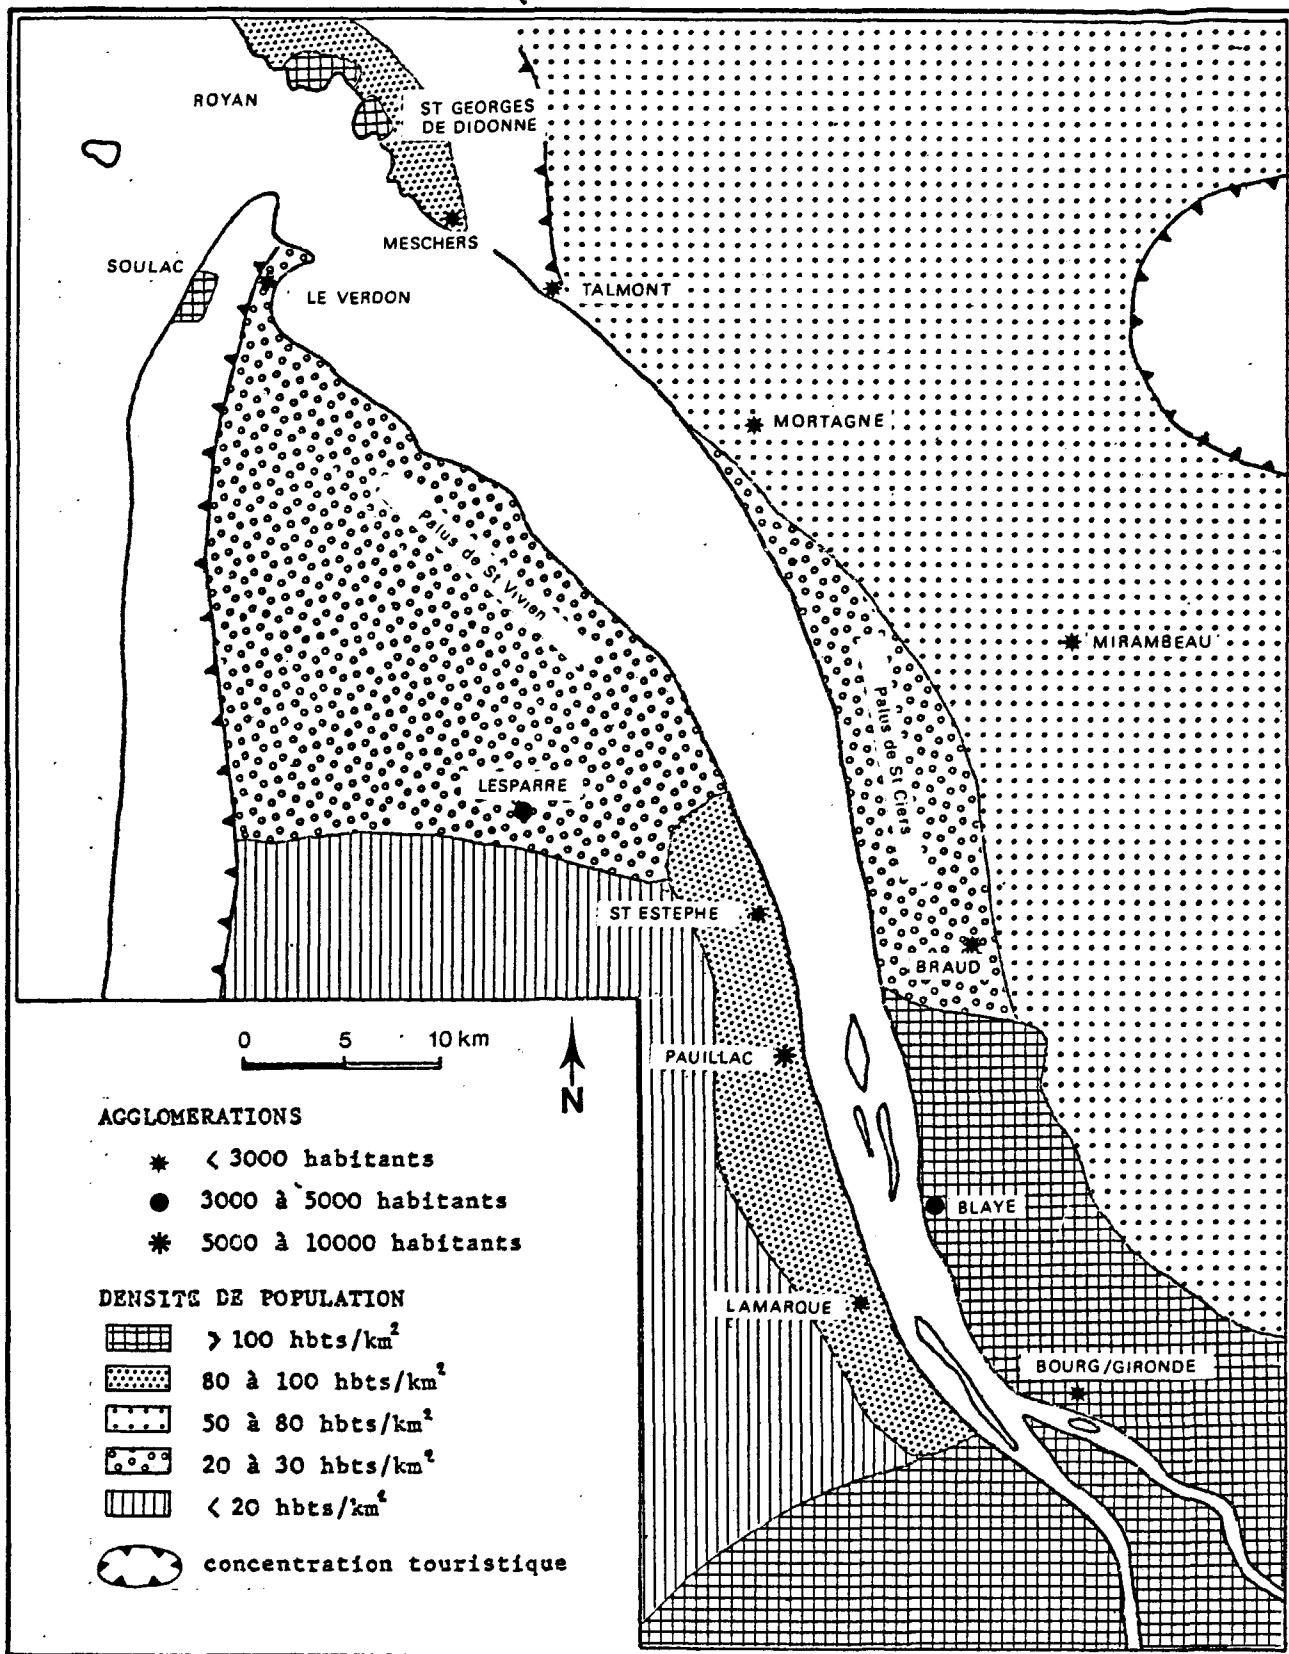 ROYAN
ST GEORGES
DE DIDONNE
MESCHERS
SOULAC
LE VERDON
TALMONT
MORTAGNE
Palus de St Vivien
MIRAMBEAU
Palus de St Ciers
LESPARRE
ST ESTEPHE
BRAUD
PAUILLAC
BLAYE
LAMARQUE
BOURG/GIRONDE
0 5 10 km
N
AGGLOMERATIONS
< 3000 habitants
3000 à 5000 habitants
5000 à 10000 habitants
DENSITE DE POPULATION
> 100 hbts/km²
80 à 100 hbts/km²
50 à 80 hbts/km²
20 à 30 hbts/km²
< 20 hbts/km²
concentration touristique